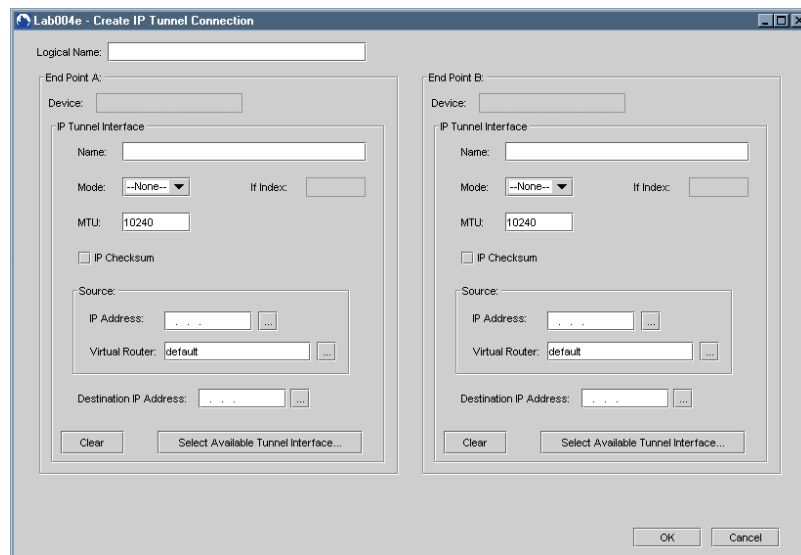 Lab004e - Create IP Tunnel Connection
Logical Name:
End Point A:
Device:
IP Tunnel Interface
Name:
Mode: --None-- If Index:
MTU: 10240
IP Checksum
Source:
IP Address: . . . ...
Virtual Router: default ...
Destination IP Address: . . . ...
Clear Select Available Tunnel Interface...
End Point B:
Device:
IP Tunnel Interface
Name:
Mode: --None-- If Index:
MTU: 10240
IP Checksum
Source:
IP Address: . . . ...
Virtual Router: default ...
Destination IP Address: . . . ...
Clear Select Available Tunnel Interface...
OK Cancel